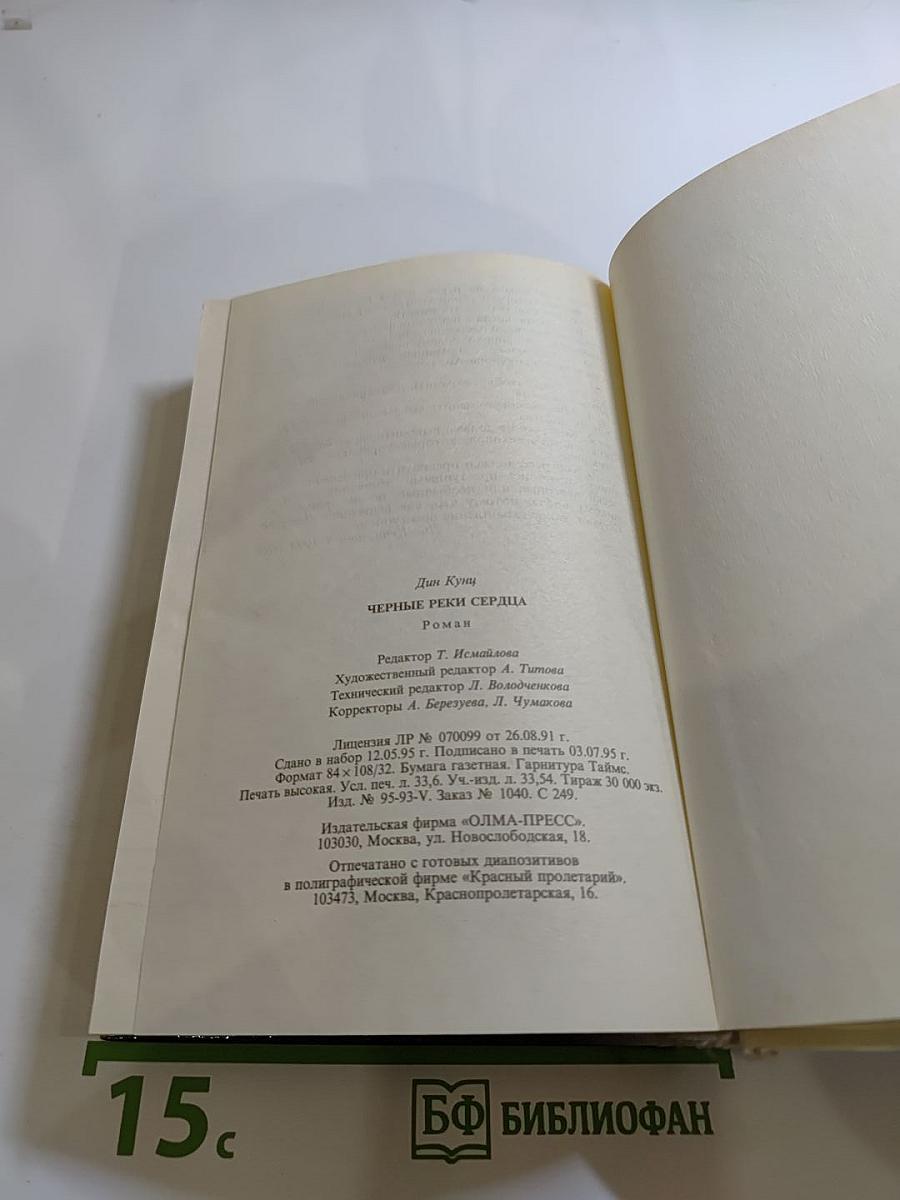 Дин Кунц
ЧЕРНЫЕ РЕКИ СЕРДЦА
Роман
Редактор Т. Исмайлова
Художественный редактор А. Титова
Технический редактор Л. Володченкова
Корректоры А. Березуева, Л. Чумакова
Лицензия ЛР № 070099 от 26.08.91 г.
Сдано в набор 12.05.95 г. Подписано в печать 03.07.95 г.
Формат 84×108/32. Бумага газетная. Гарнитура Таймс.
Печать высокая. Усл. печ. л. 33,6. Уч.-изд. л. 33,54. Тираж 30 000 экз.
Изд. № 95-93-V. Заказ № 1040. С 249.
Издательская фирма «ОЛМА-ПРЕСС».
103030, Москва, ул. Новослободская, 18.
Отпечатано с готовых диапозитивов
в полиграфической фирме «Красный пролетарий».
103473, Москва, Краснопролетарская, 16.
15 с
БФ БИБЛИОФАН